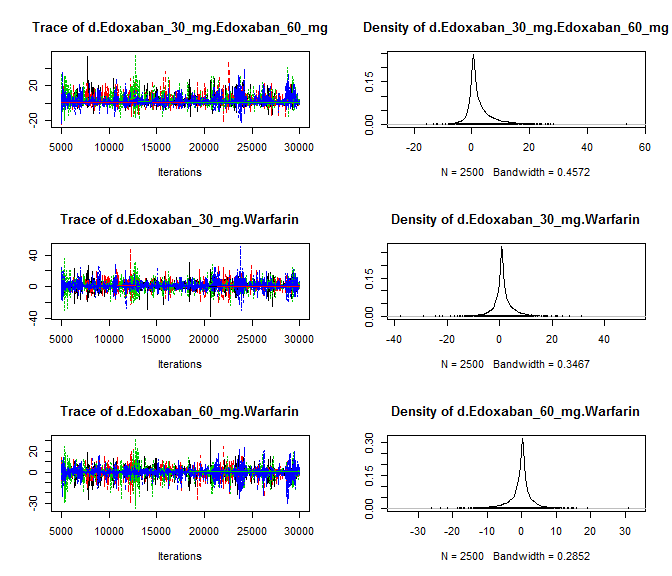 Trace of d.Edoxaban_30_mg.Edoxaban_60_mg
20
-20
5000 10000 15000 20000 25000 30000
Iterations
Density of d.Edoxaban_30_mg.Edoxaban_60_mg
0.15
0.00
-20 0 20 40 60
N = 2500 Bandwidth = 0.4572
Trace of d.Edoxaban_30_mg.Warfarin
40
0
-40
5000 10000 15000 20000 25000 30000
Iterations
Density of d.Edoxaban_30_mg.Warfarin
0.15
0.00
-40 -20 0 20 40
N = 2500 Bandwidth = 0.3467
Trace of d.Edoxaban_60_mg.Warfarin
20
0
-30
5000 10000 15000 20000 25000 30000
Iterations
Density of d.Edoxaban_60_mg.Warfarin
0.30
0.15
0.00
-30 -20 -10 0 10 20 30
N = 2500 Bandwidth = 0.2852